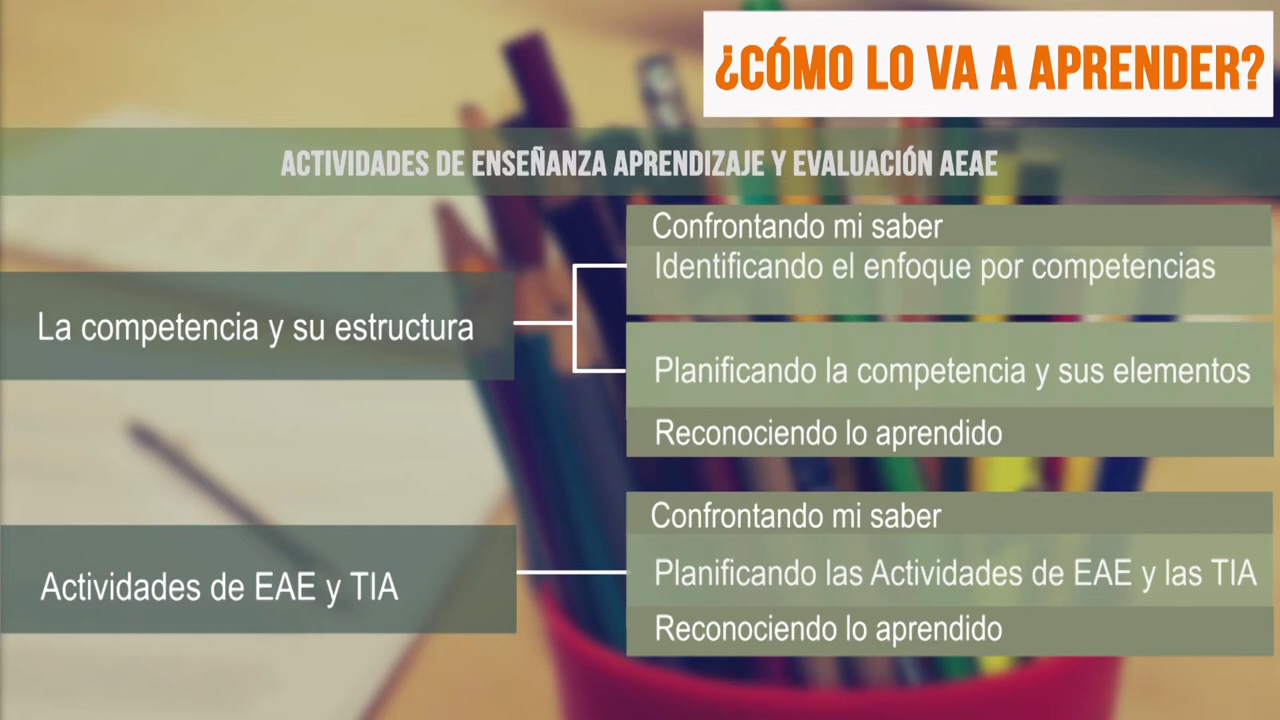 ¿CÓMO LO VA A APRENDER?
ACTIVIDADES DE ENSEÑANZA APRENDIZAJE Y EVALUACIÓN AEAE
La competencia y su estructura
Confrontando mi saber
Identificando el enfoque por competencias
Planificando la competencia y sus elementos
Reconociendo lo aprendido
Actividades de EAE y TIA
Confrontando mi saber
Planificando las Actividades de EAE y las TIA
Reconociendo lo aprendido